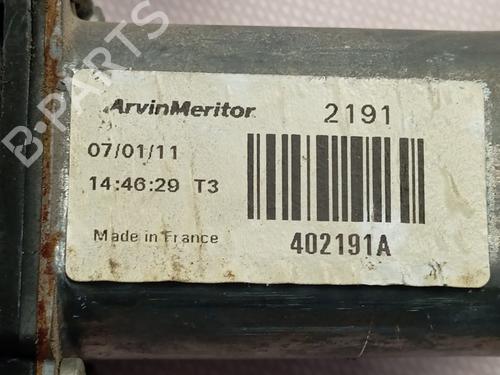 B-PARTS
ArvinMeritor 2191
07/01/11
14:46:29 T3
Made in France 402191A